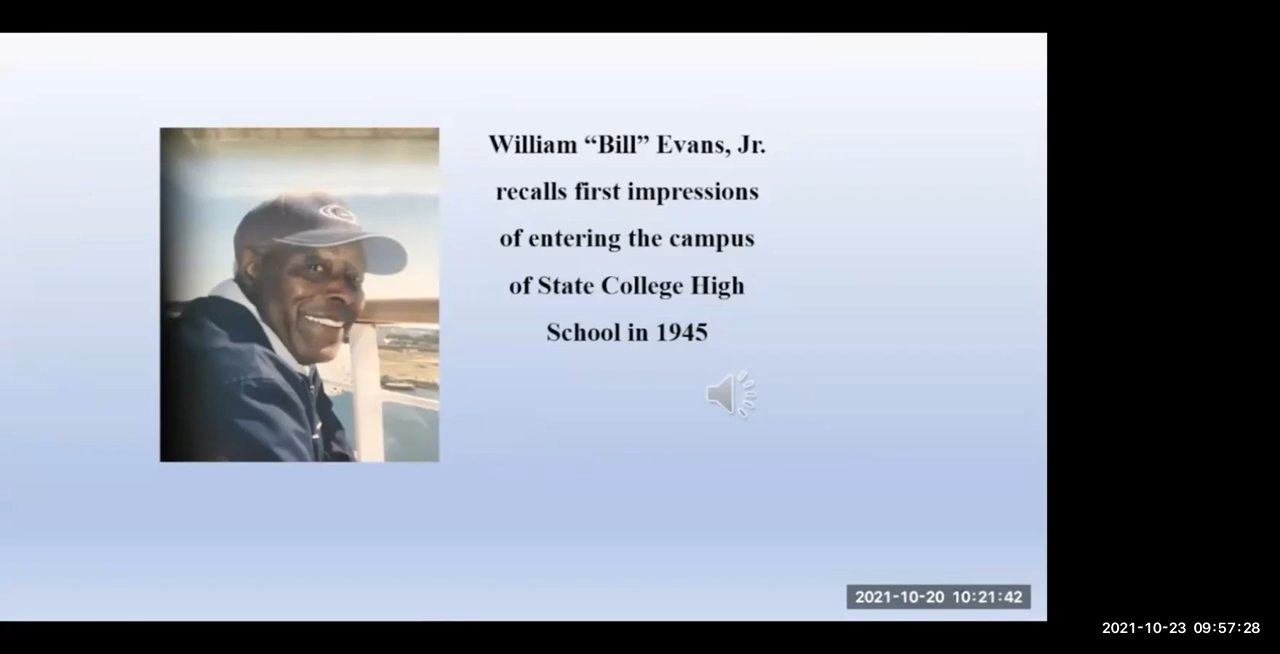 William “Bill” Evans, Jr.
recalls first impressions
of entering the campus
of State College High
School in 1945
2021-10-20 10:21:42
2021-10-23 09:57:28